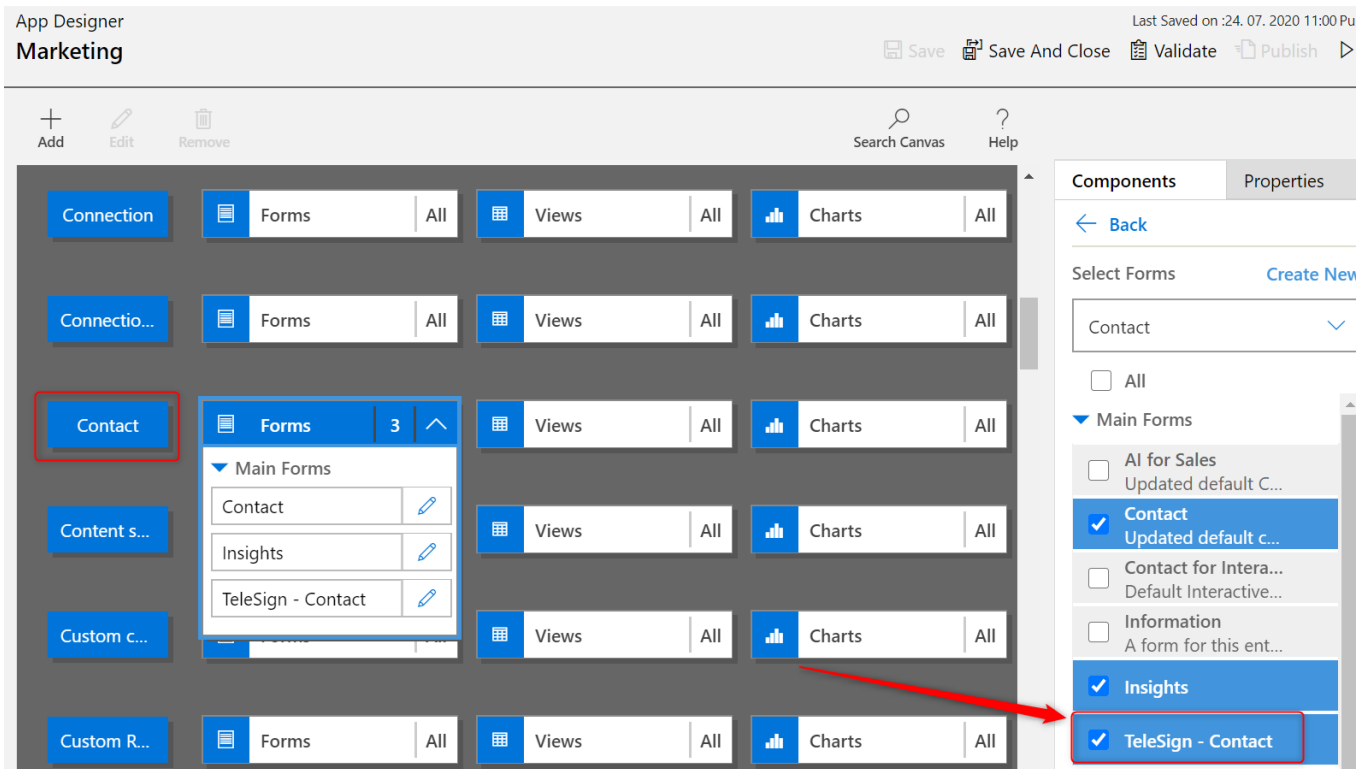 App Designer
Last Saved on :24. 07. 2020 11:00 Pu
Marketing
Save
Save And Close
Validate
Publish
Add
Edit
Remove
Search Canvas
Help
Connection
Forms All
Views All
Charts All
Connectio...
Forms All
Views All
Charts All
Contact
Forms 3
Main Forms
Contact
Insights
TeleSign - Contact
Views All
Charts All
Content s...
Views All
Charts All
Custom c...
Views All
Charts All
Custom R...
Forms All
Views All
Charts All
Components
Properties
Back
Select Forms
Create New
Contact
All
Main Forms
AI for Sales
Updated default C...
Contact
Updated default c...
Contact for Intera...
Default Interactive...
Information
A form for this ent...
Insights
TeleSign - Contact